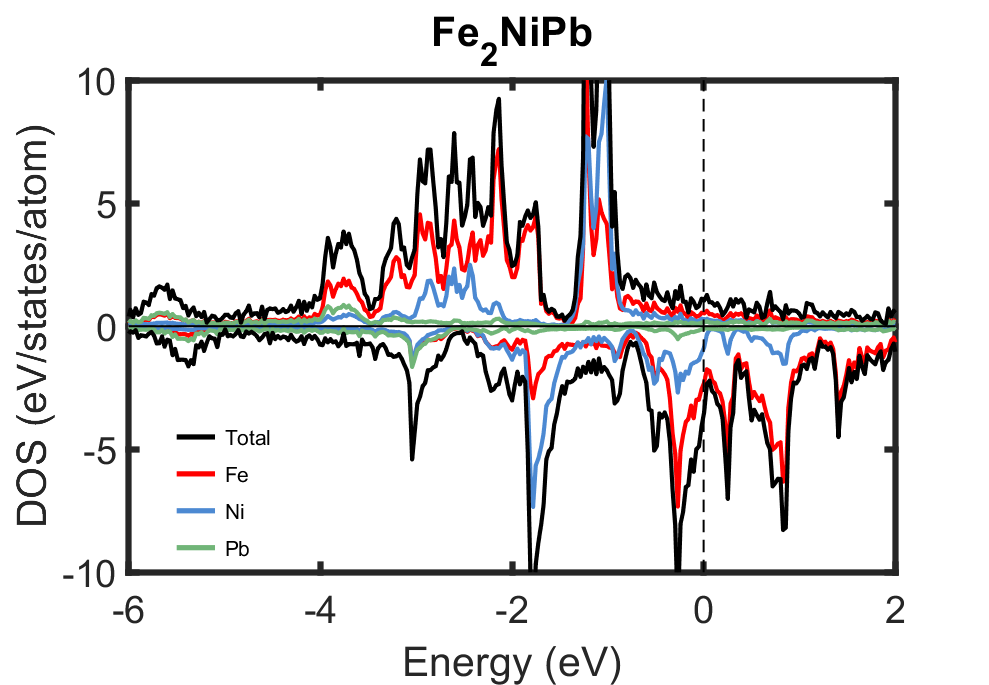 Fe₂NiPb
DOS (eV/states/atom)
10
5
0
-5
-10
Total
Fe
Ni
Pb
-6 -4 -2 0 2
Energy (eV)